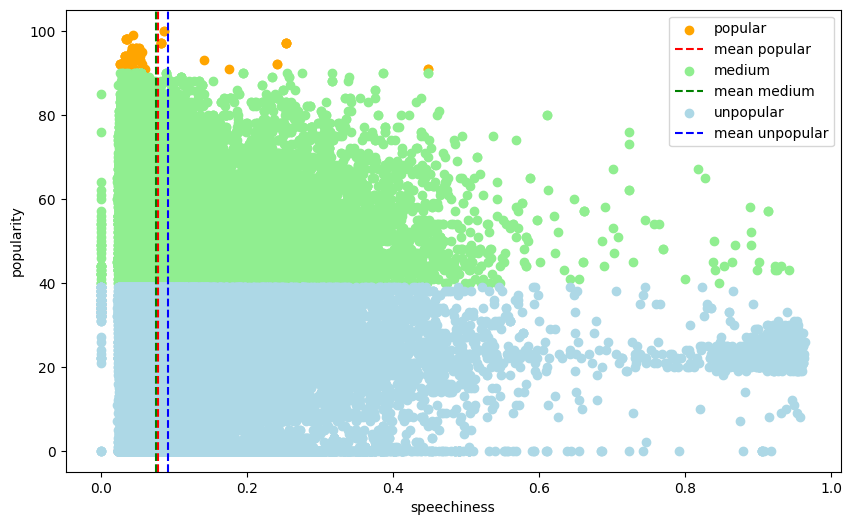 popular
mean popular
medium
mean medium
unpopular
mean unpopular
100
80
60
40
20
0
popularity
0.0 0.2 0.4 0.6 0.8 1.0
speechiness